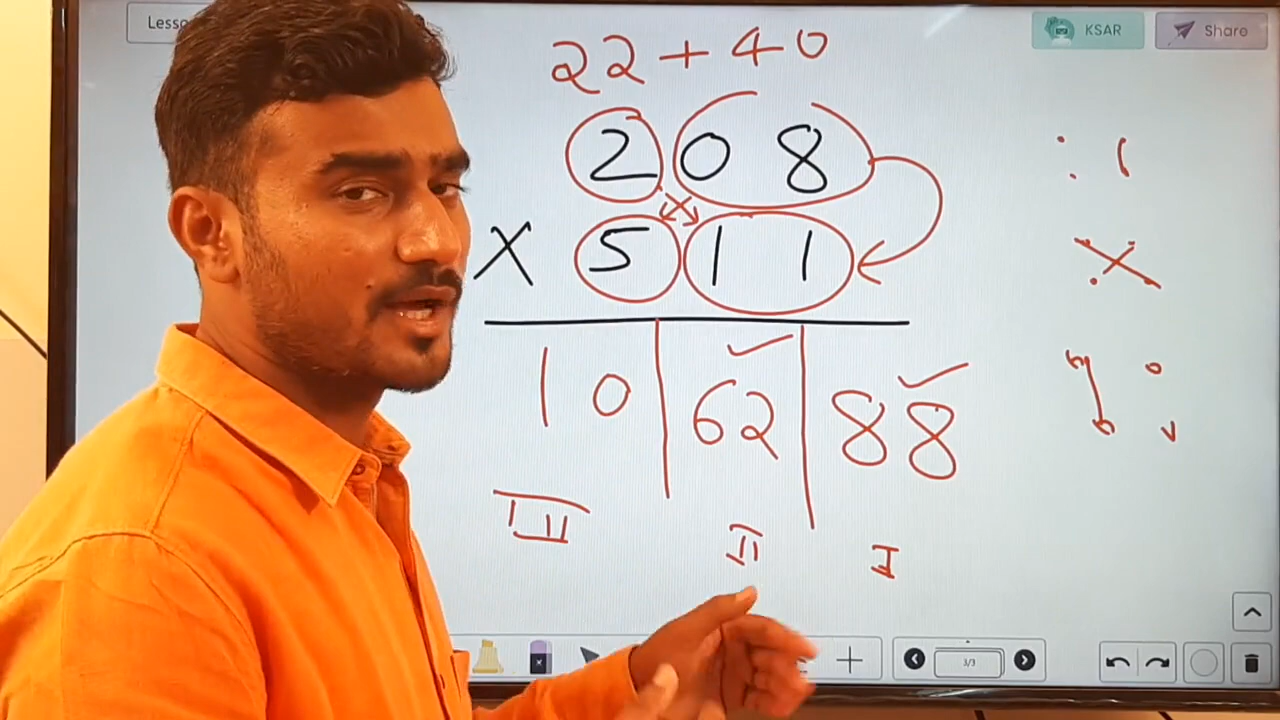 Lesso
KSAR
Share
22 + 40
2 0 8
X 5 1 1
10 | 62 | 88
III II I
3/3